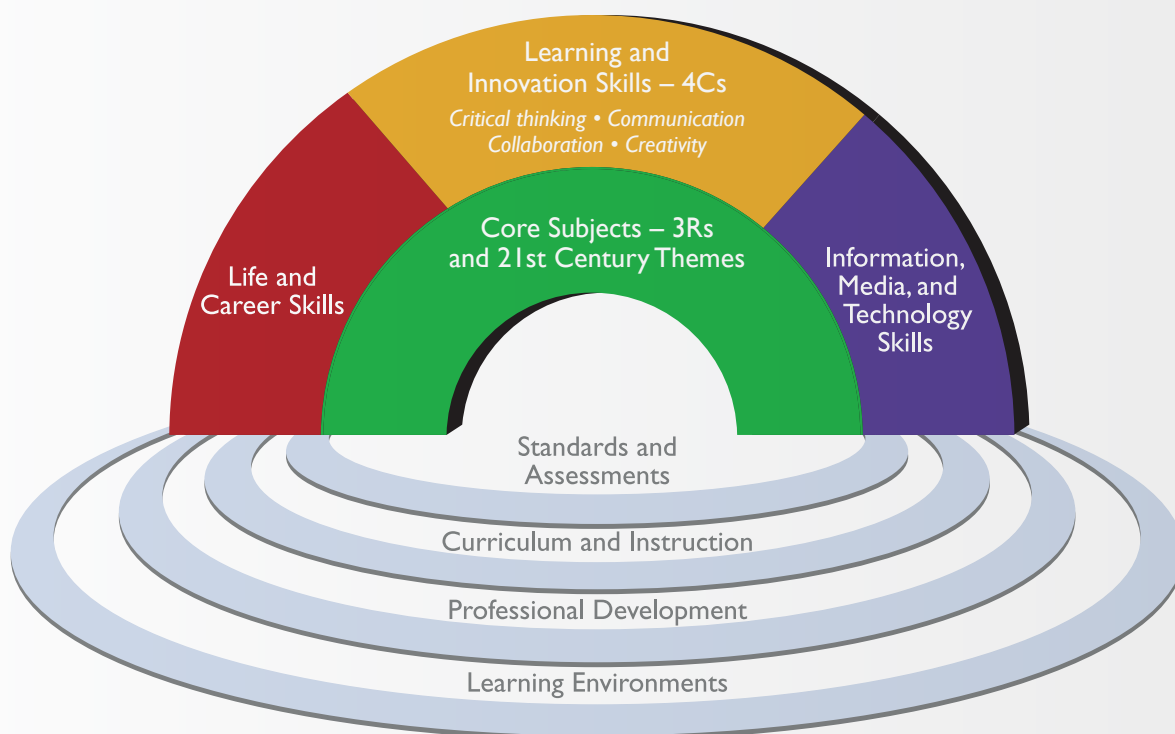 Learning and
Innovation Skills – 4Cs
Critical thinking • Communication
Collaboration • Creativity
Core Subjects – 3Rs
and 21st Century Themes
Life and
Career Skills
Information,
Media, and
Technology
Skills
Standards and
Assessments
Curriculum and Instruction
Professional Development
Learning Environments